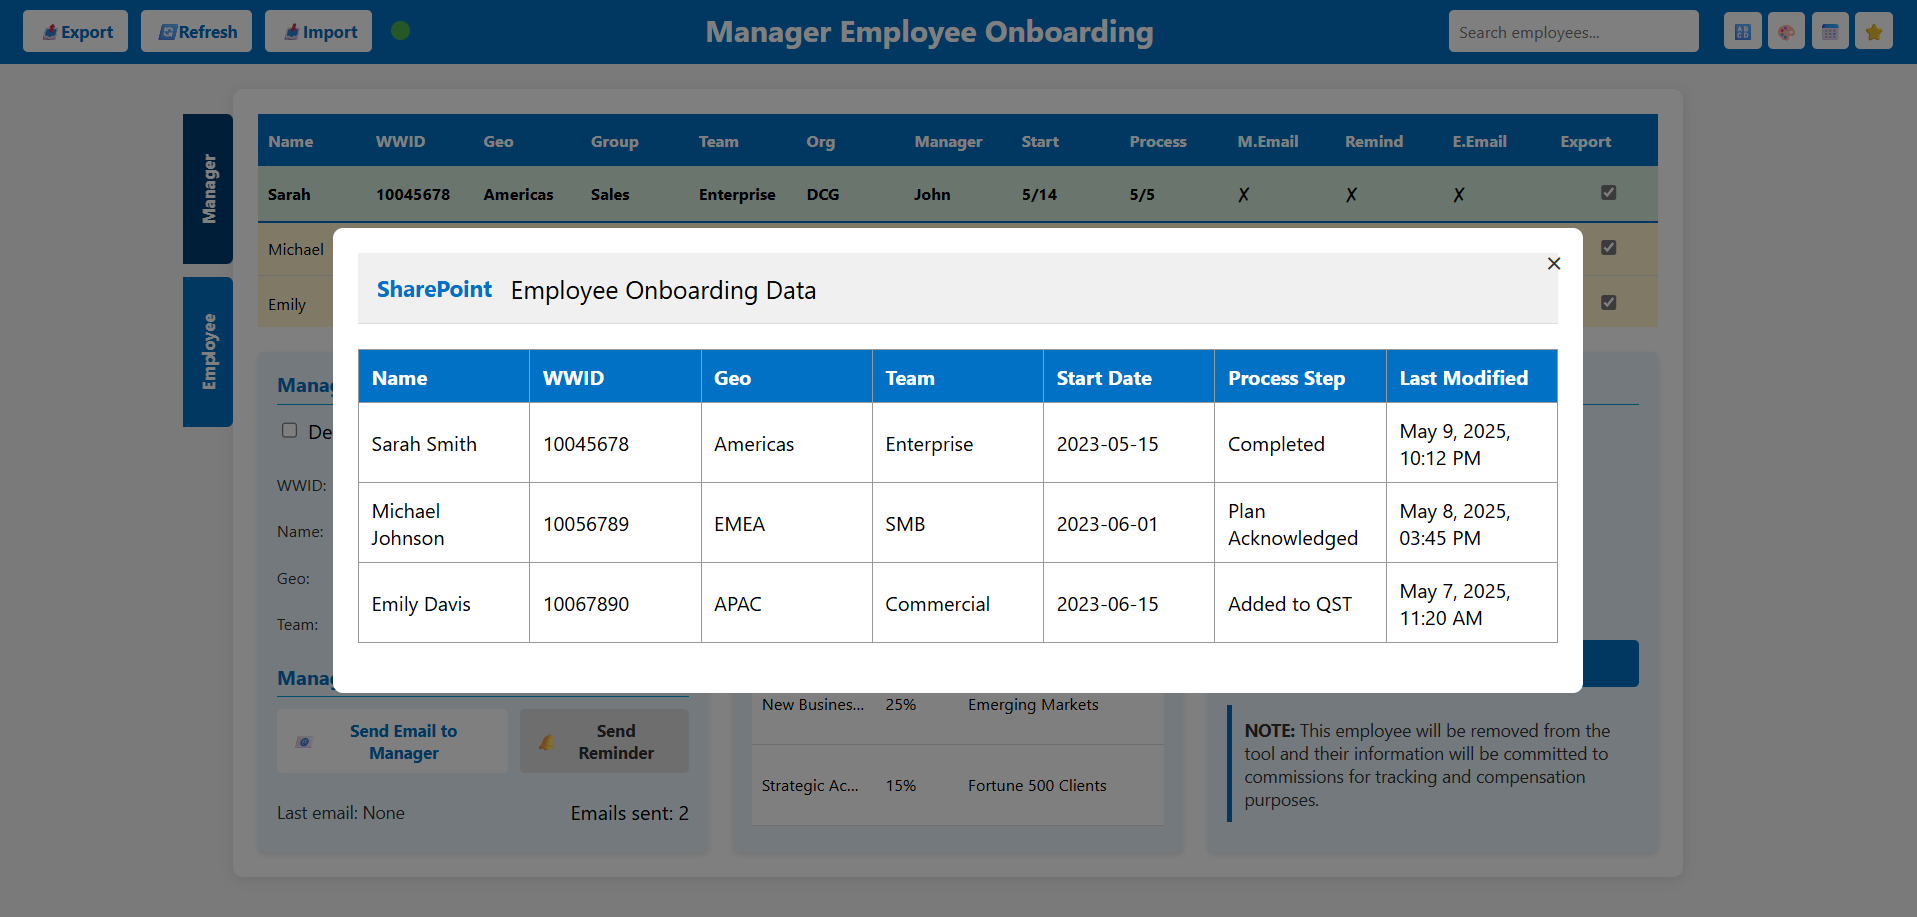 Export
Refresh
Import
Manager Employee Onboarding
Search employees...
Manager
Employee
Name WWID Geo Group Team Org Manager Start Process M.Email Remind E.Email Export
Sarah 10045678 Americas Sales Enterprise DCG John 5/14 5/5 ✗ ✗ ✗
Michael
Emily
SharePoint Employee Onboarding Data ×
Name WWID Geo Team Start Date Process Step Last Modified
Sarah Smith 10045678 Americas Enterprise 2023-05-15 Completed May 9, 2025, 10:12 PM
Michael Johnson 10056789 EMEA SMB 2023-06-01 Plan Acknowledged May 8, 2025, 03:45 PM
Emily Davis 10067890 APAC Commercial 2023-06-15 Added to QST May 7, 2025, 11:20 AM
WWID:
Name:
Geo:
Team:
Send Email to
Manager
Send
Reminder
Last email: None
Emails sent: 2
New Busines... 25% Emerging Markets
Strategic Ac... 15% Fortune 500 Clients
NOTE: This employee will be removed from the
tool and their information will be committed to
commissions for tracking and compensation
purposes.